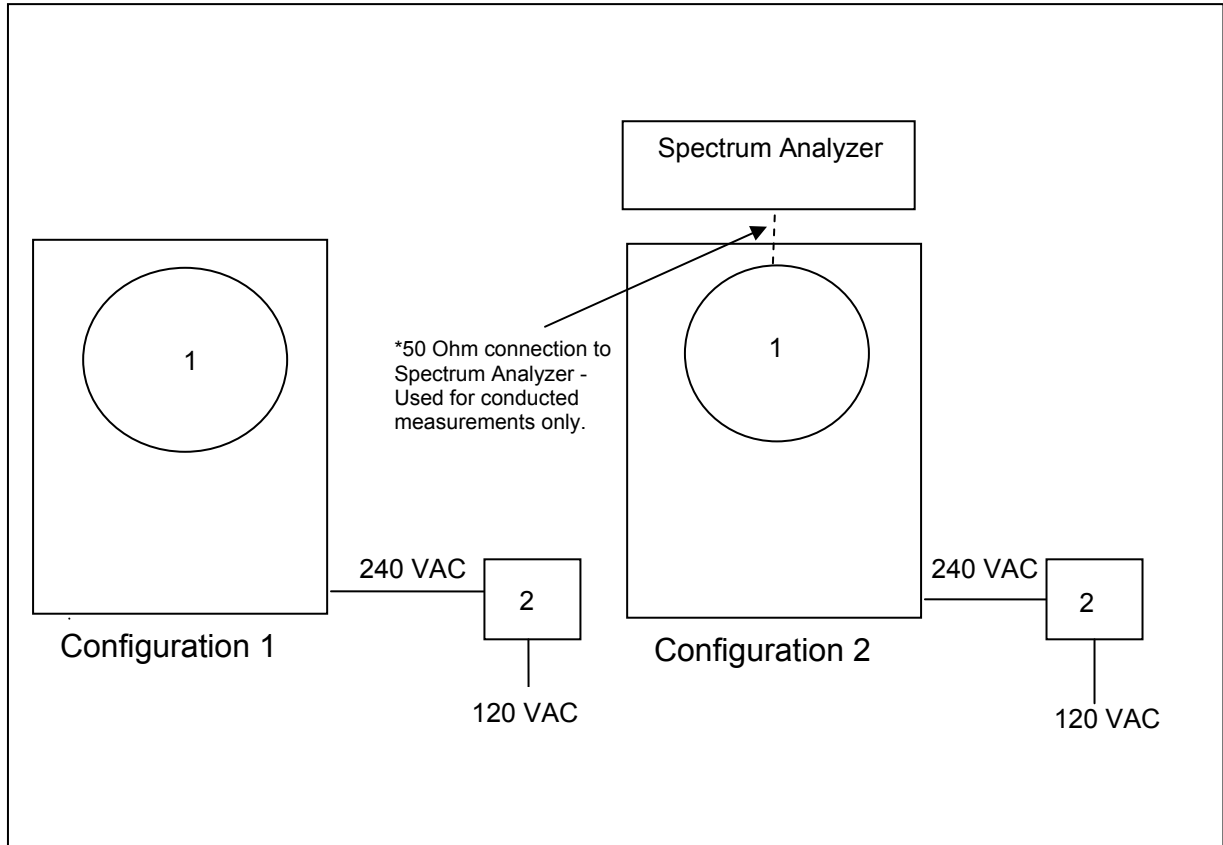 Spectrum Analyzer
1
1
*50 Ohm connection to
Spectrum Analyzer -
Used for conducted
measurements only.
240 VAC
2
240 VAC
2
Configuration 1
Configuration 2
120 VAC
120 VAC